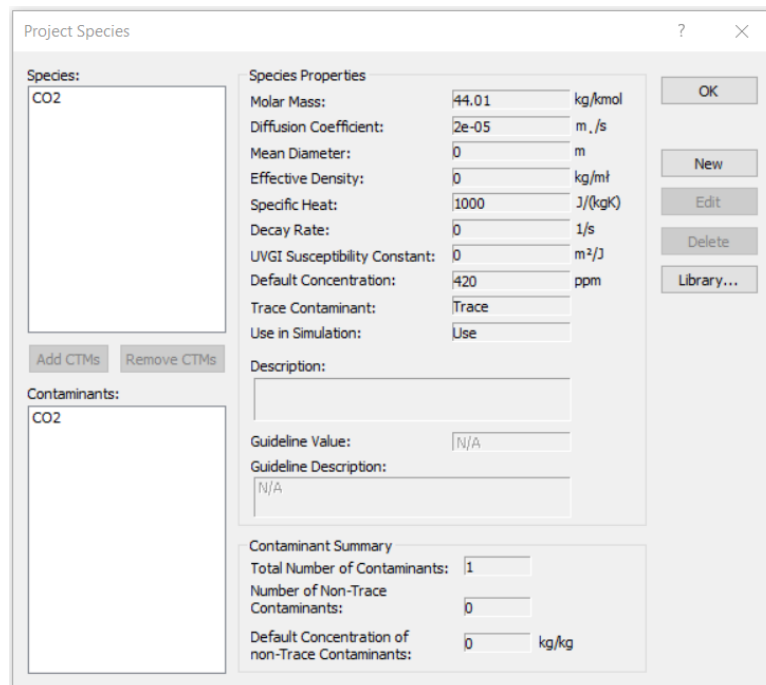 Project Species
Species:
CO2
Add CTMs Remove CTMs
Contaminants:
CO2
Species Properties
Molar Mass: 44.01 kg/kmol
Diffusion Coefficient: 2e-05 m¸/s
Mean Diameter: 0 m
Effective Density: 0 kg/mł
Specific Heat: 1000 J/(kgK)
Decay Rate: 0 1/s
UVGI Susceptibility Constant: 0 m²/J
Default Concentration: 420 ppm
Trace Contaminant: Trace
Use in Simulation: Use
Description:
Guideline Value: N/A
Guideline Description:
N/A
Contaminant Summary
Total Number of Contaminants: 1
Number of Non-Trace
Contaminants: 0
Default Concentration of
non-Trace Contaminants: 0 kg/kg
OK
New
Edit
Delete
Library...